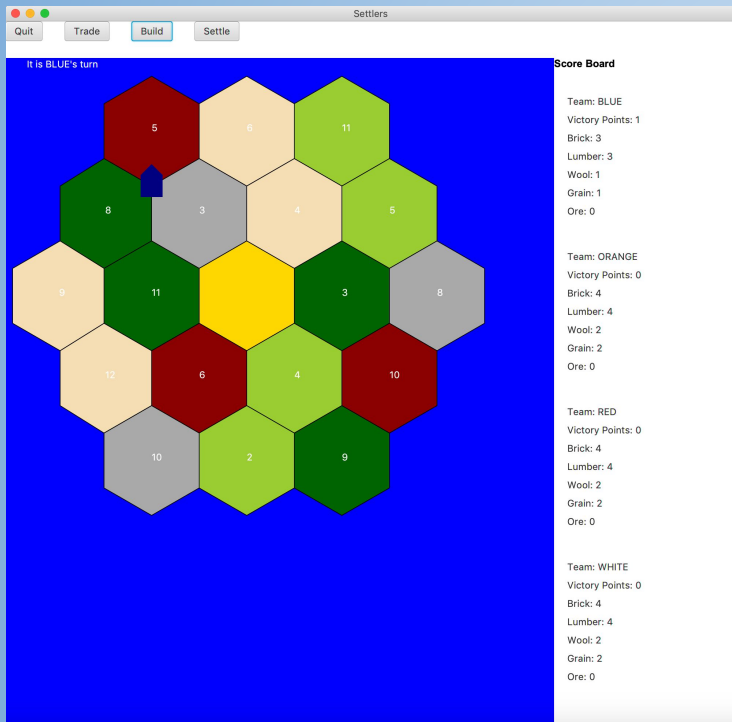 Settlers
Quit Trade Build Settle
It is BLUE's turn
5 6 11
8 3 4 5
9 11 3 8
12 6 4 10
10 2 9
Score Board
Team: BLUE
Victory Points: 1
Brick: 3
Lumber: 3
Wool: 1
Grain: 1
Ore: 0
Team: ORANGE
Victory Points: 0
Brick: 4
Lumber: 4
Wool: 2
Grain: 2
Ore: 0
Team: RED
Victory Points: 0
Brick: 4
Lumber: 4
Wool: 2
Grain: 2
Ore: 0
Team: WHITE
Victory Points: 0
Brick: 4
Lumber: 4
Wool: 2
Grain: 2
Ore: 0